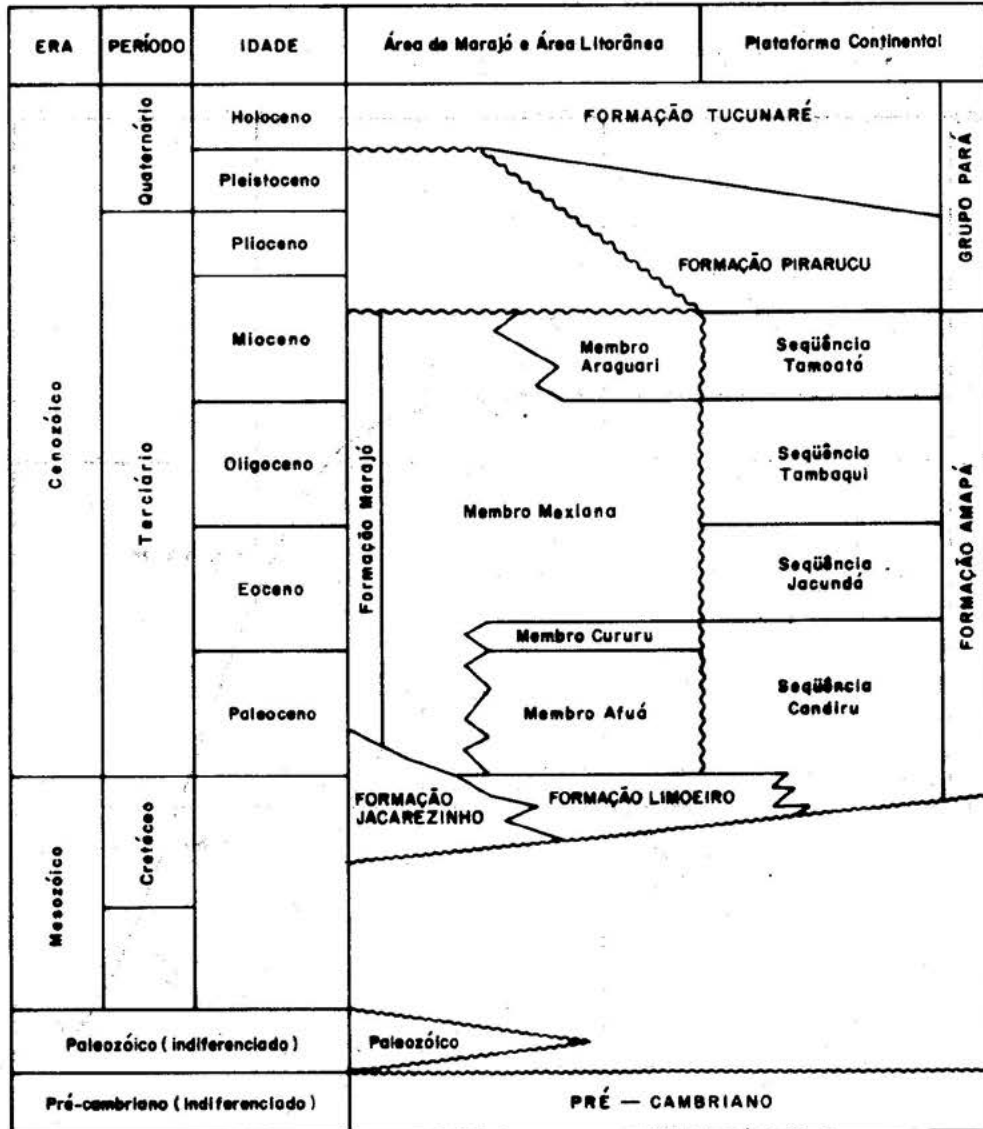 ERA
PERÍODO
IDADE
Área de Marajó e Área Litorânea
Plataforma Continental
Cenozóico
Quaternário
Holoceno
FORMAÇÃO TUCUNARÉ
GRUPO PARÁ
Pleistoceno
Terciário
Plioceno
FORMAÇÃO PIRARUCU
Mioceno
Formação Marajó
Membro
Araguari
Seqüência
Tamoatá
FORMAÇÃO AMAPÁ
Oligoceno
Membro Mexiana
Seqüência
Tambaqui
Eoceno
Seqüência
Jacundá
Membro Cururu
Paleoceno
Membro Afuá
Seqüência
Candiru
Mesozóico
Cretáceo
FORMAÇÃO
JACAREZINHO
FORMAÇÃO LIMOEIRO
Paleozóico (indiferenciado)
Paleozóico
Pré-cambriano (indiferenciado)
PRÉ — CAMBRIANO